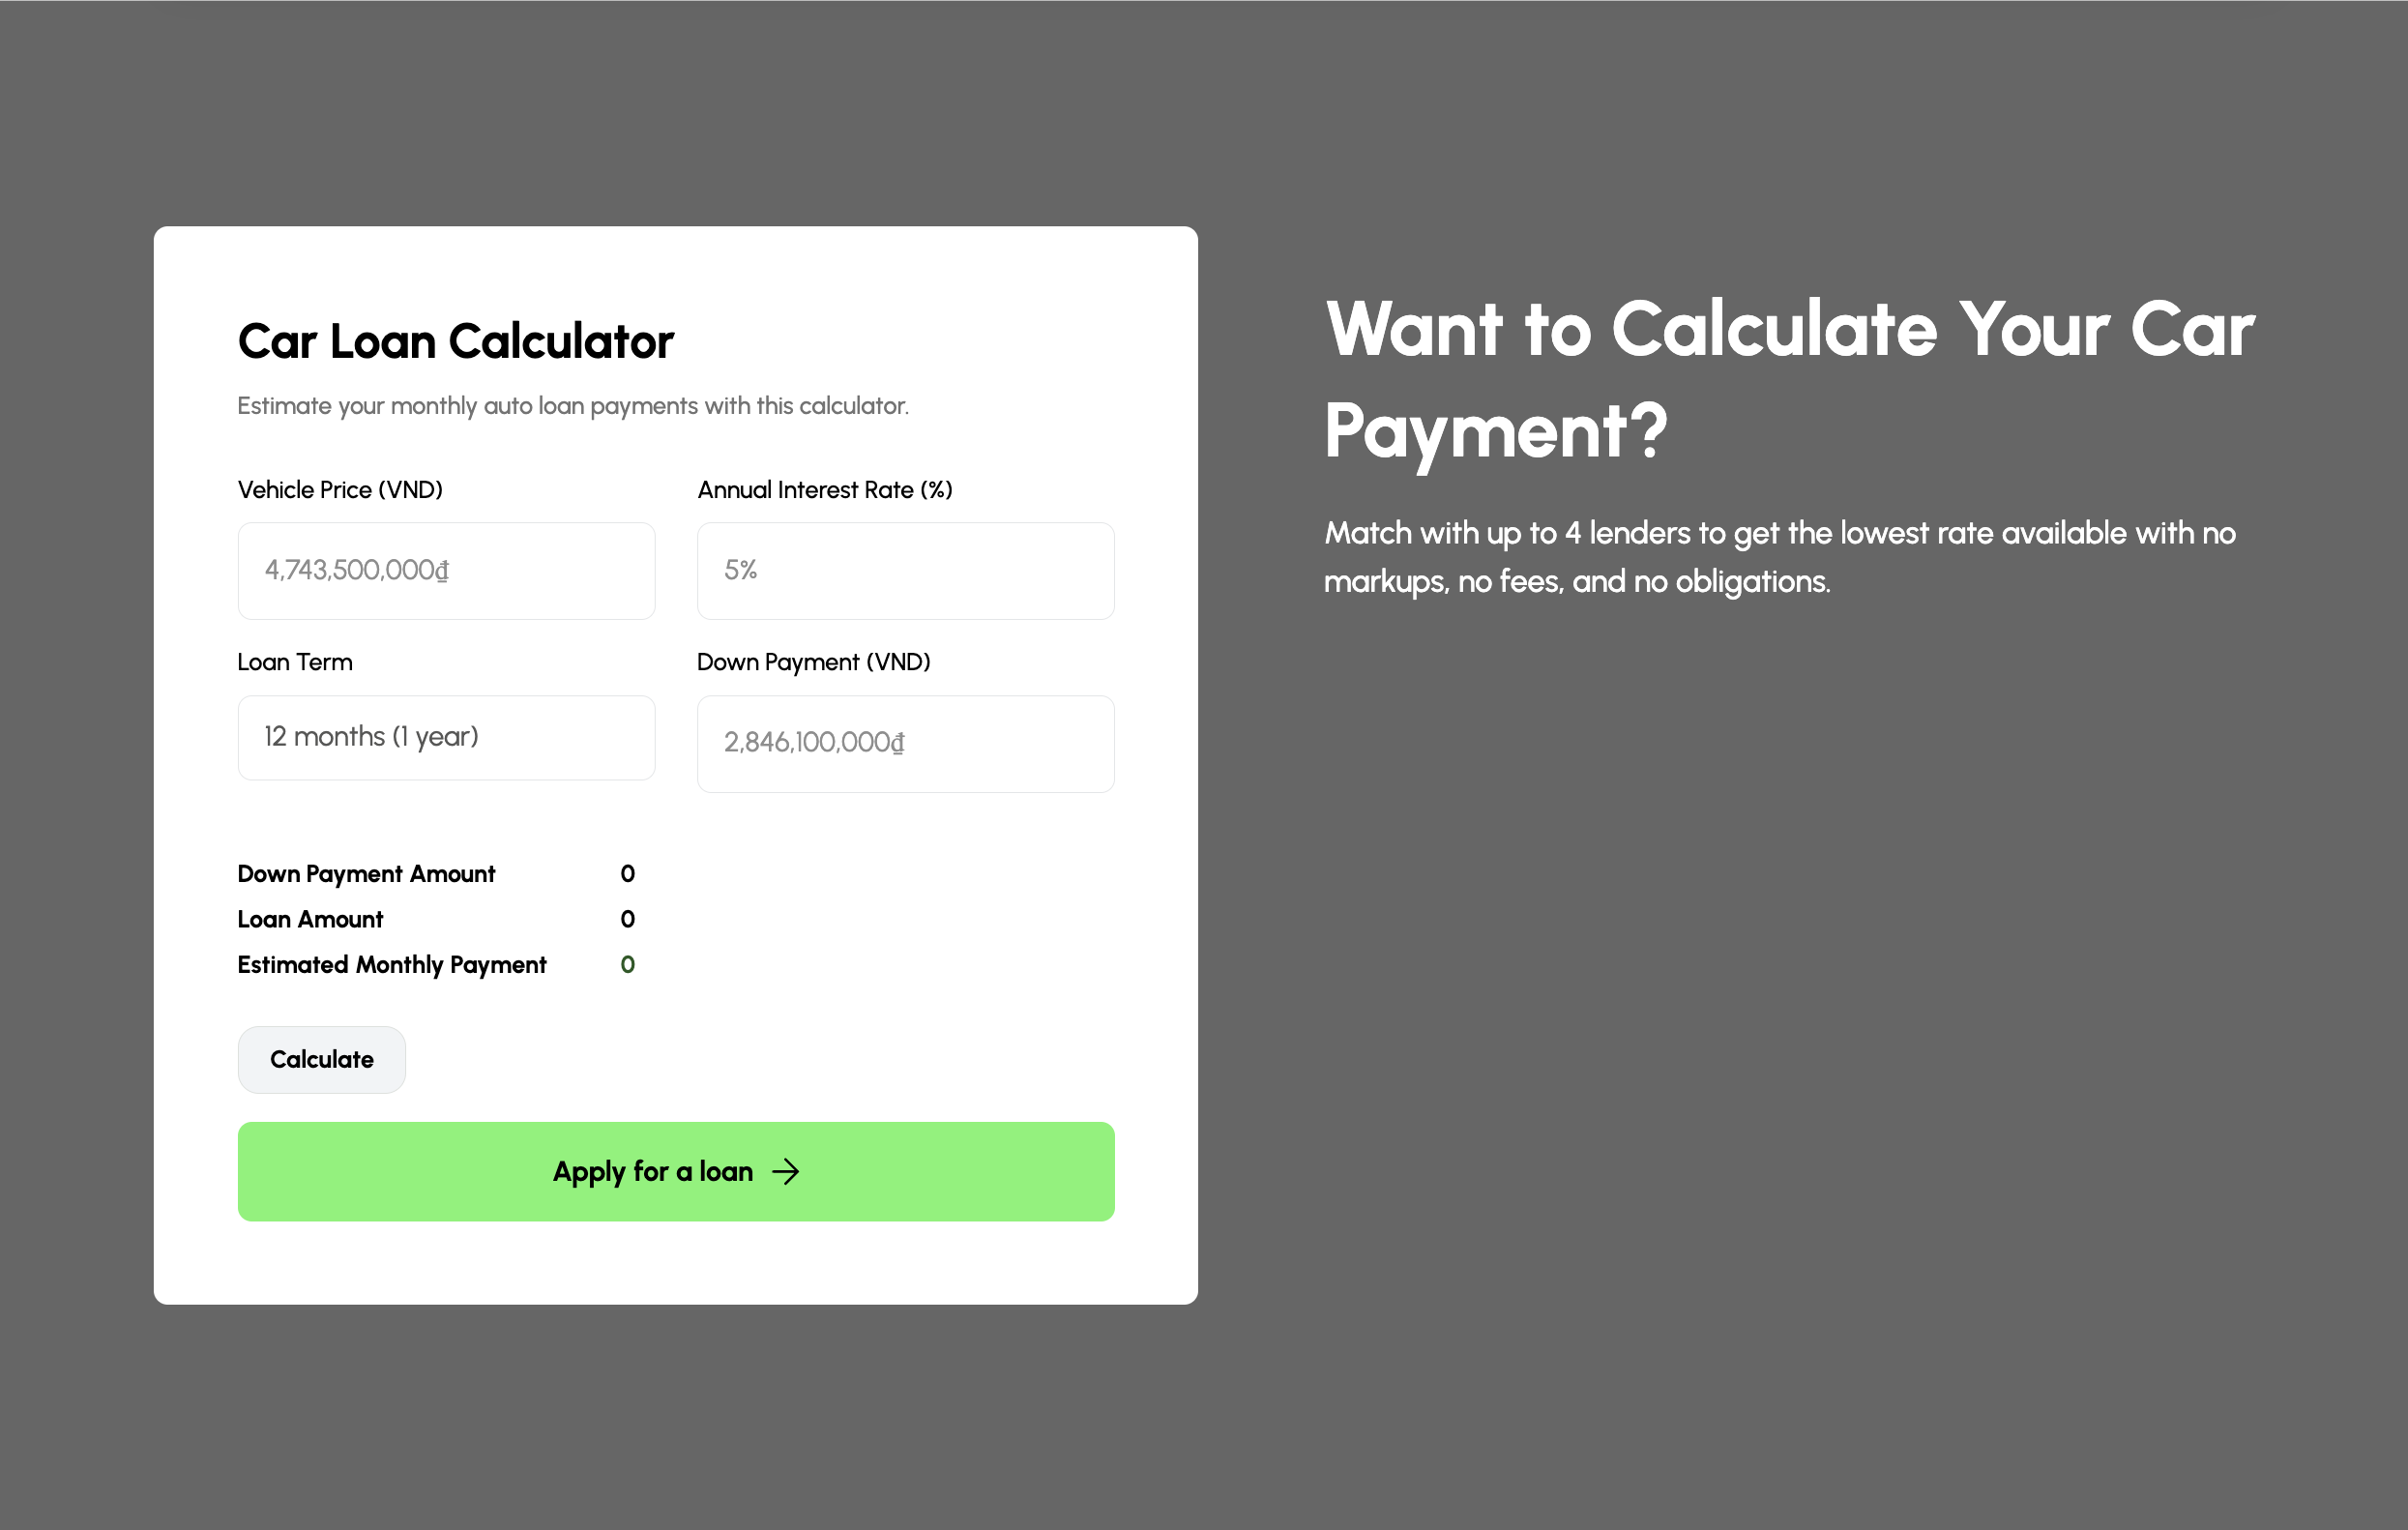 Car Loan Calculator
Estimate your monthly auto loan payments with this calculator.
Vehicle Price (VND)
Annual Interest Rate (%)
4,743,500,000₫
5%
Loan Term
Down Payment (VND)
12 months (1 year)
2,846,100,000₫
Down Payment Amount 0
Loan Amount 0
Estimated Monthly Payment 0
Calculate
Apply for a loan →
Want to Calculate Your Car
Payment?
Match with up to 4 lenders to get the lowest rate available with no
markups, no fees, and no obligations.